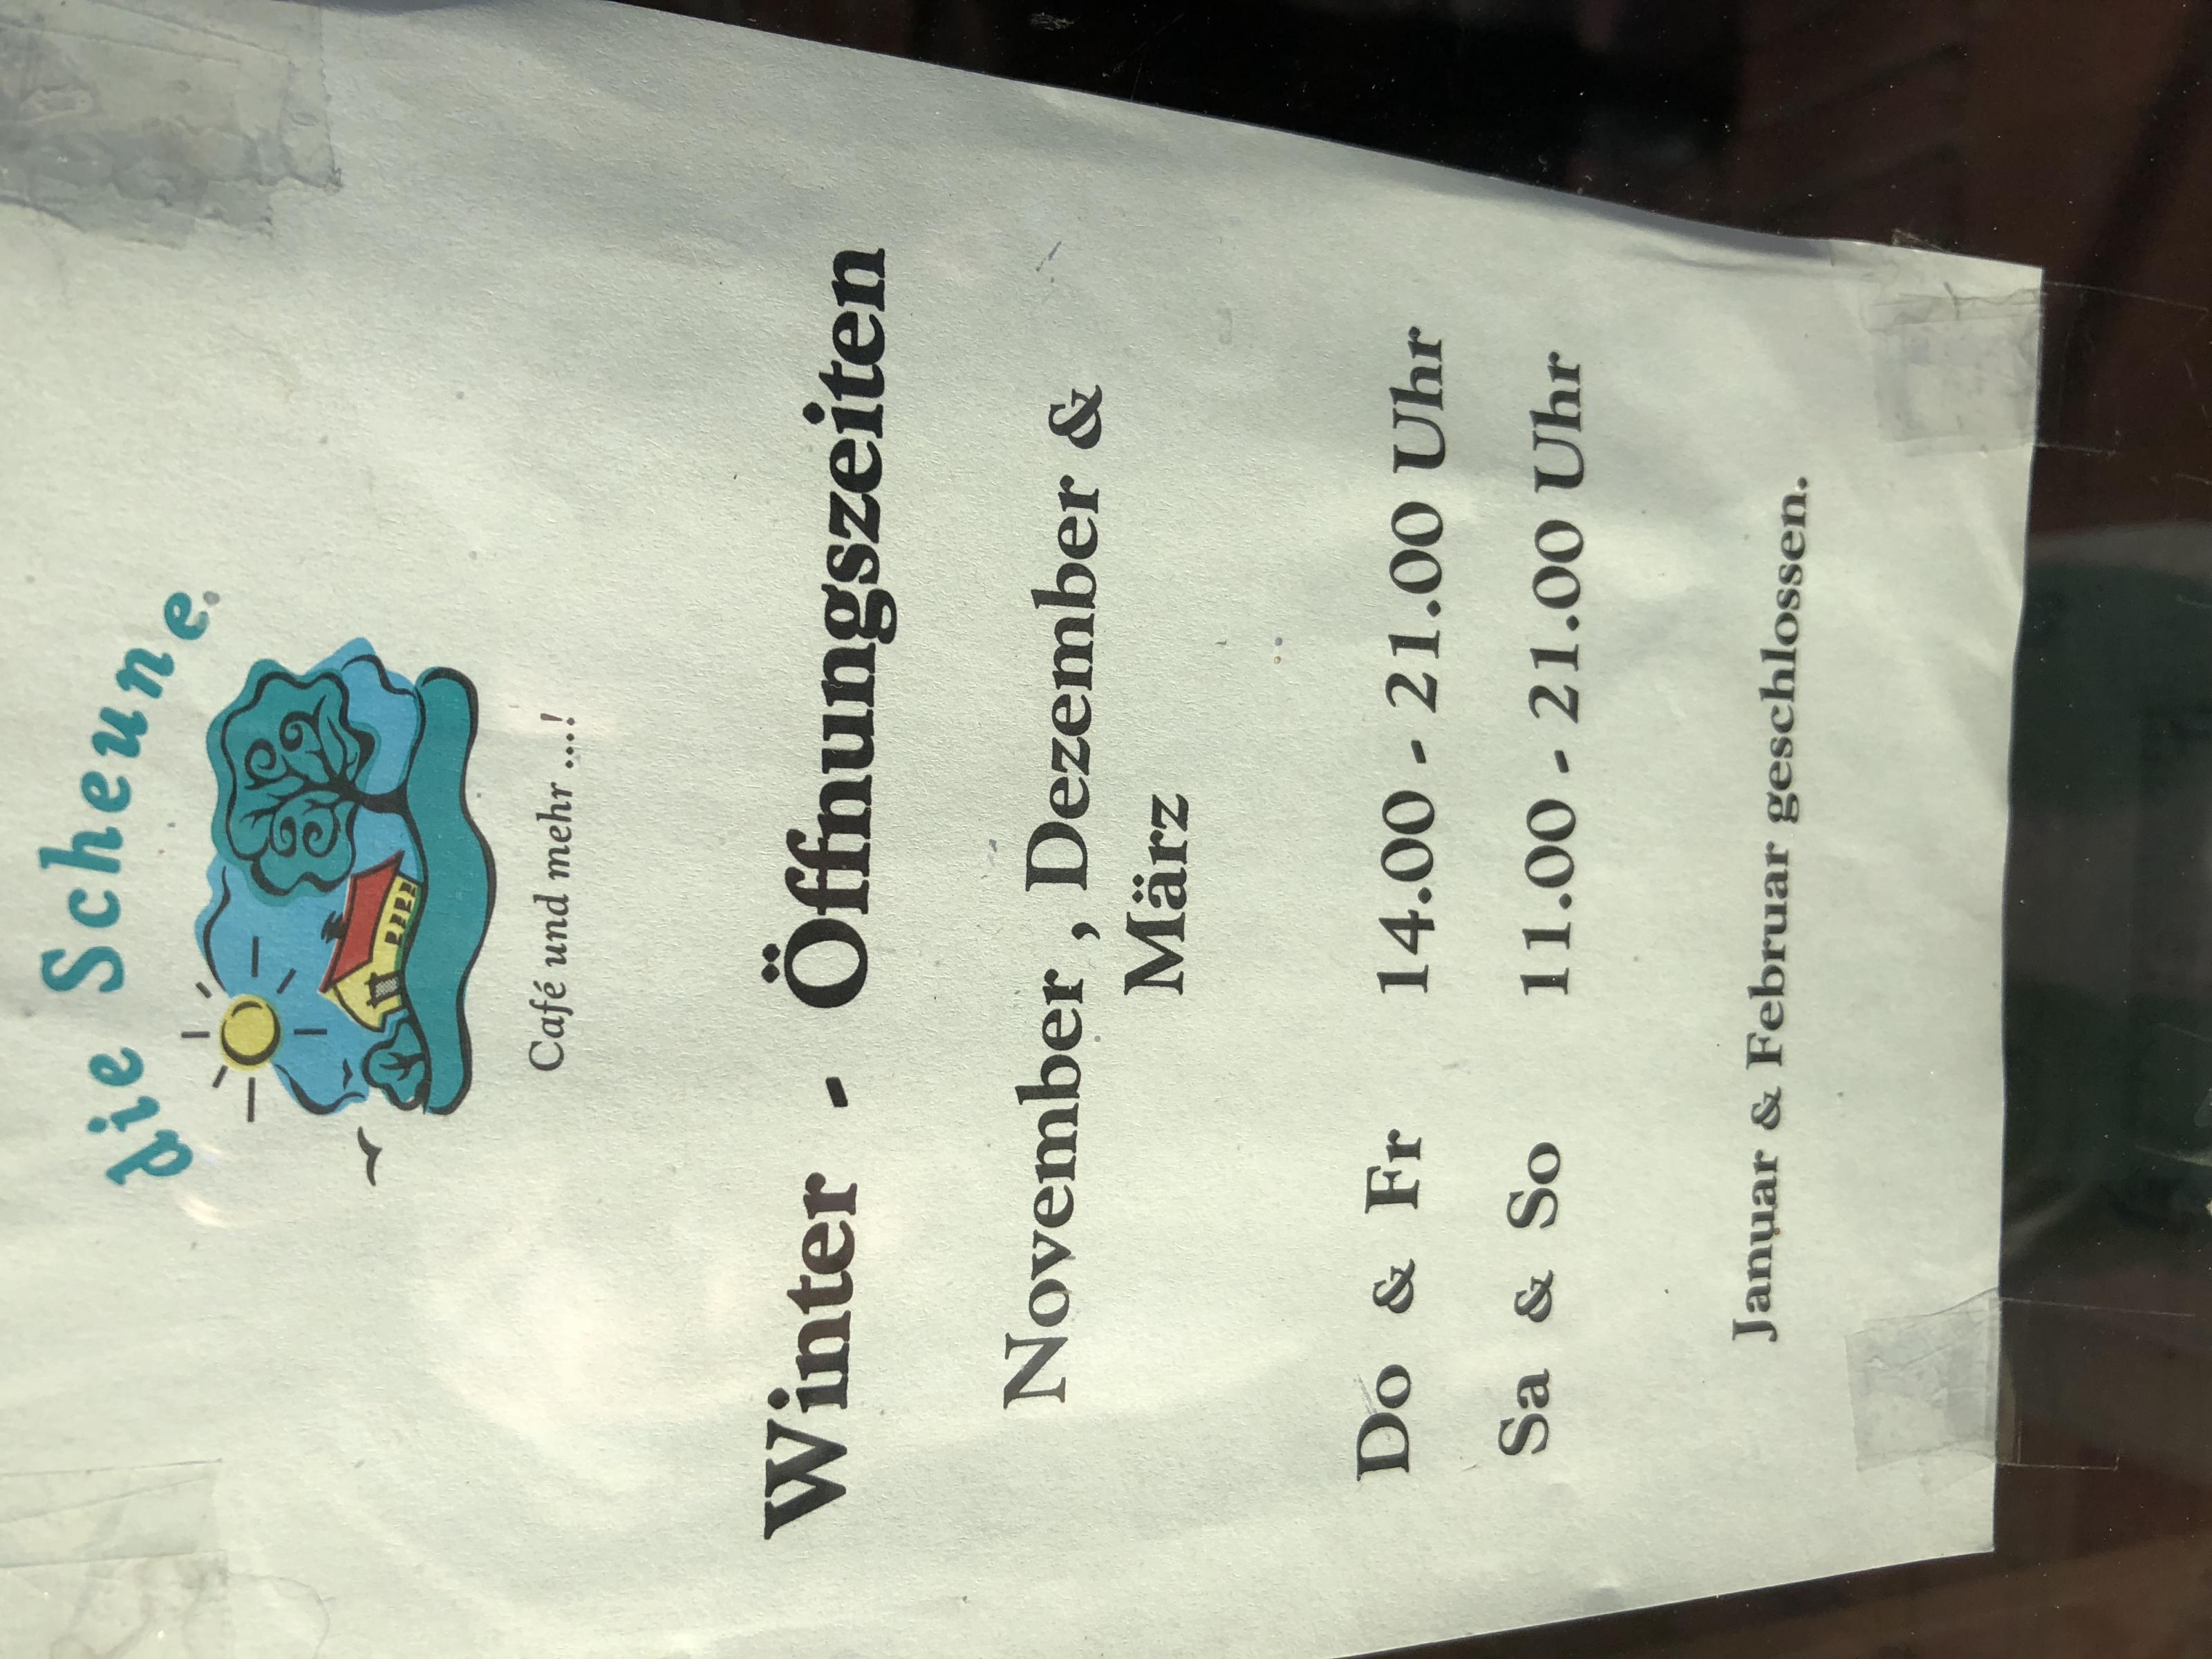 die Scheune
Café und mehr ...!
Winter - Öffnungszeiten
November , Dezember &
März
Do & Fr 14.00 - 21.00 Uhr
Sa & So 11.00 - 21.00 Uhr
Januar & Februar geschlossen.